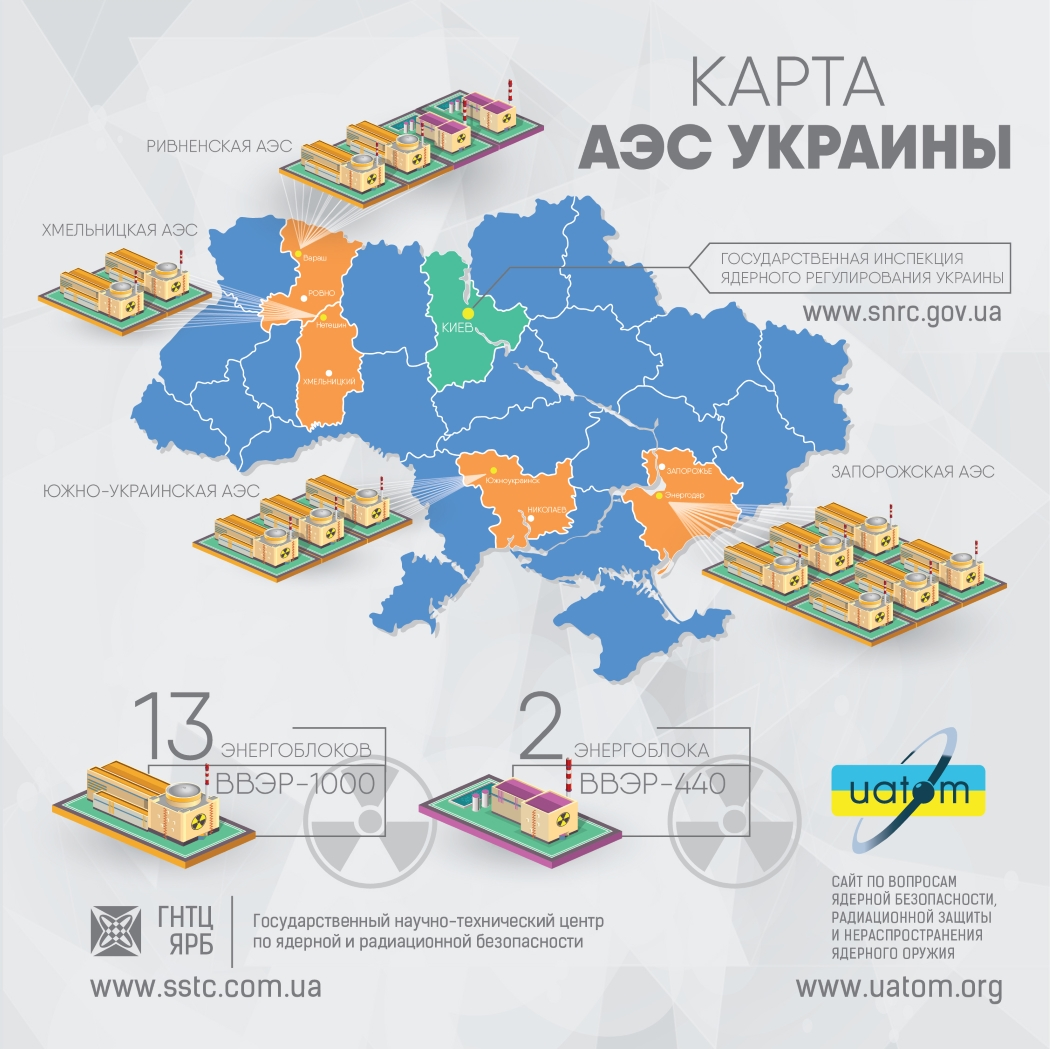 КАРТА
АЭС УКРАИНЫ
РИВНЕНСКАЯ АЭС
ХМЕЛЬНИЦКАЯ АЭС
ГОСУДАРСТВЕННАЯ ИНСПЕКЦИЯ
ЯДЕРНОГО РЕГУЛИРОВАНИЯ УКРАИНЫ
www.snrc.gov.ua
Вараш
РОВНО
Нетешин
КИЕВ
ХМЕЛЬНИЦКИЙ
ЮЖНО-УКРАИНСКАЯ АЭС
Южноукраинск
НИКОЛАЕВ
ЗАПОРОЖЬЕ
Энергодар
ЗАПОРОЖСКАЯ АЭС
13 ЭНЕРГОБЛОКОВ
ВВЭР-1000
2 ЭНЕРГОБЛОКА
ВВЭР-440
uatom
ГНТЦ
ЯРБ
Государственный научно-технический центр
по ядерной и радиационной безопасности
www.sstc.com.ua
САЙТ ПО ВОПРОСАМ
ЯДЕРНОЙ БЕЗОПАСНОСТИ,
РАДИАЦИОННОЙ ЗАЩИТЫ
И НЕРАСПРОСТРАНЕНИЯ
ЯДЕРНОГО ОРУЖИЯ
www.uatom.org